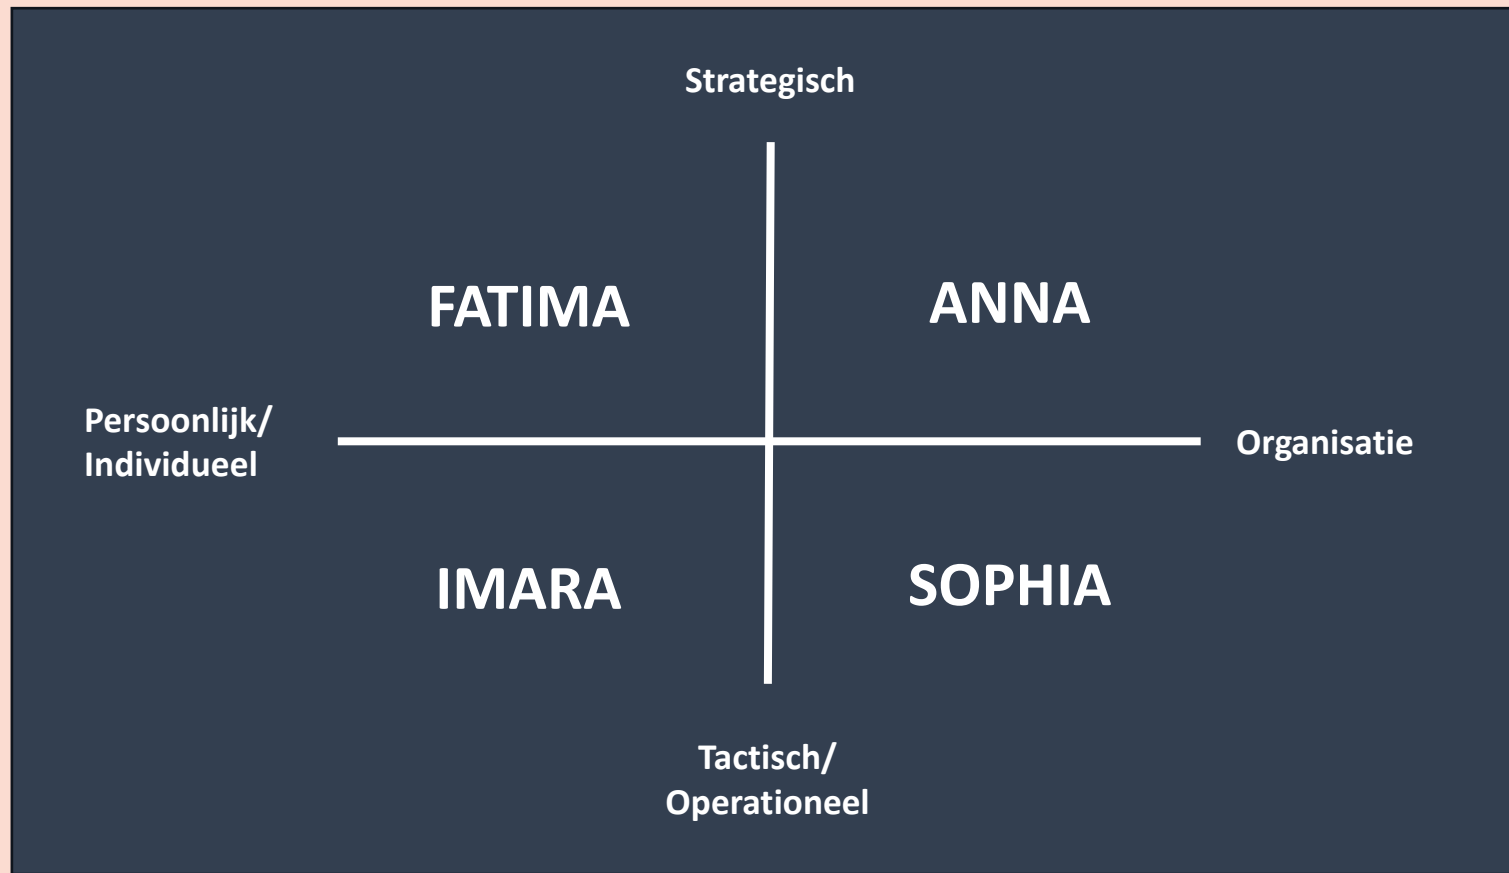 Strategisch
FATIMA
ANNA
Persoonlijk/
Individueel
Organisatie
IMARA
SOPHIA
Tactisch/
Operationeel